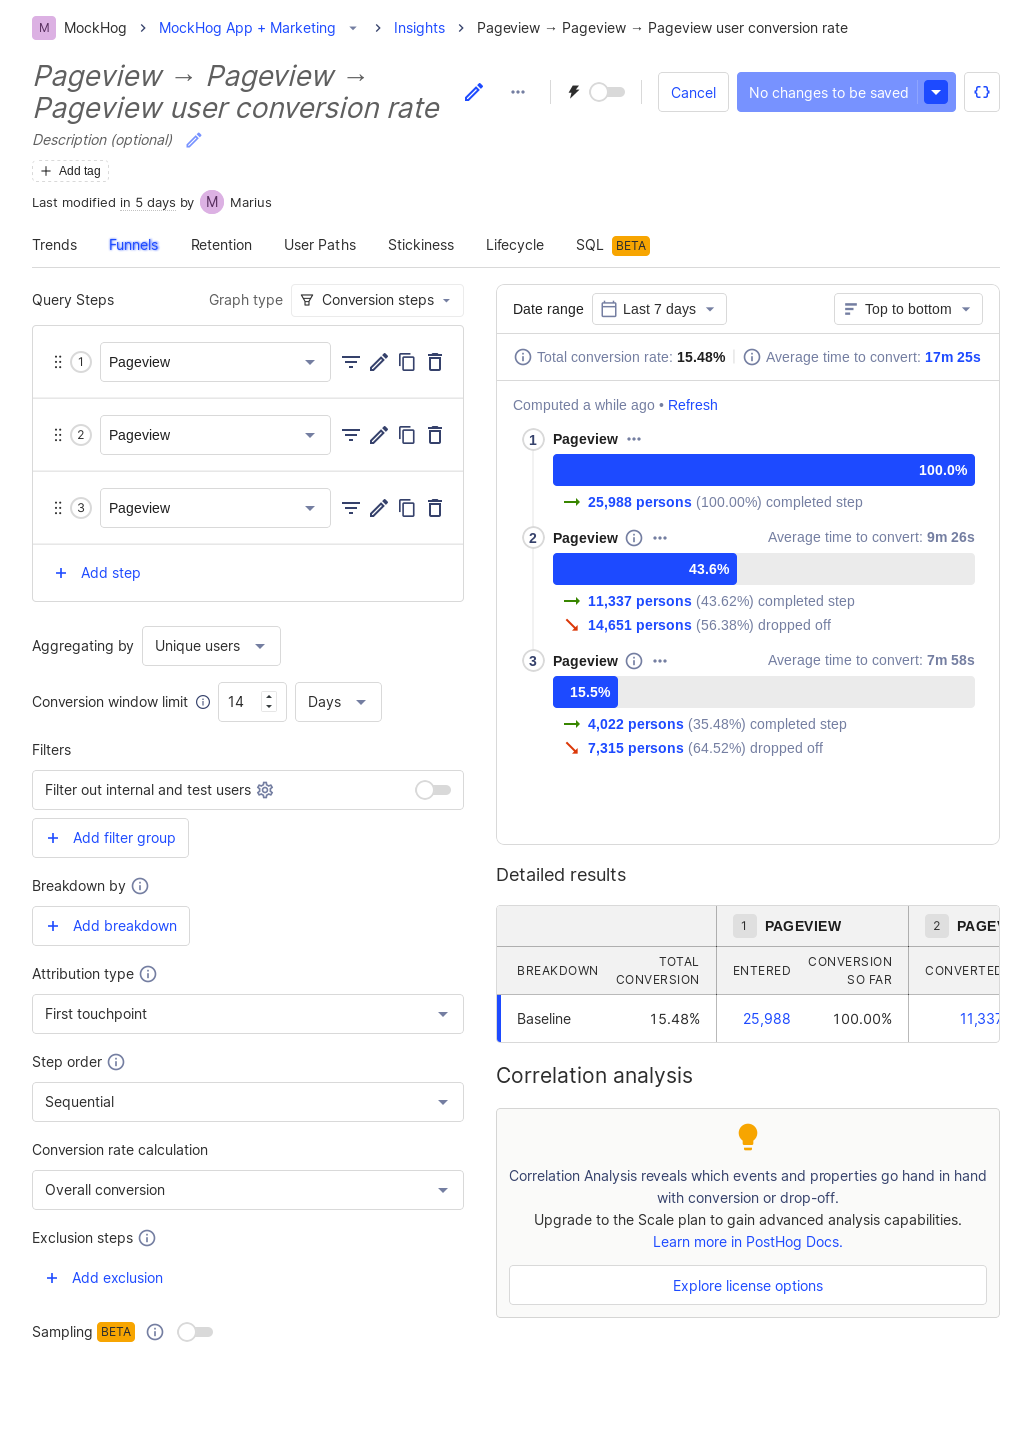 M MockHog > MockHog App + Marketing > Insights > Pageview → Pageview → Pageview user conversion rate
Pageview → Pageview →
Pageview user conversion rate
Cancel
No changes to be saved
Description (optional)
+ Add tag
Last modified in 5 days by M Marius
Trends Funnels Retention User Paths Stickiness Lifecycle SQL BETA
Query Steps
Graph type Conversion steps
1 Pageview
2 Pageview
3 Pageview
+ Add step
Aggregating by Unique users
Conversion window limit 14 Days
Filters
Filter out internal and test users
+ Add filter group
Breakdown by
+ Add breakdown
Attribution type
First touchpoint
Step order
Sequential
Conversion rate calculation
Overall conversion
Exclusion steps
+ Add exclusion
Sampling BETA
Date range Last 7 days
Top to bottom
Total conversion rate: 15.48%
Average time to convert: 17m 25s
Computed a while ago • Refresh
1 Pageview
100.0%
→ 25,988 persons (100.00%) completed step
2 Pageview
Average time to convert: 9m 26s
43.6%
→ 11,337 persons (43.62%) completed step
↘ 14,651 persons (56.38%) dropped off
3 Pageview
Average time to convert: 7m 58s
15.5%
→ 4,022 persons (35.48%) completed step
↘ 7,315 persons (64.52%) dropped off
Detailed results
1 PAGEVIEW 2 PAGEV
BREAKDOWN TOTAL CONVERSION ENTERED CONVERSION SO FAR CONVERTED
Baseline 15.48% 25,988 100.00% 11,337
Correlation analysis
Correlation Analysis reveals which events and properties go hand in hand
with conversion or drop-off.
Upgrade to the Scale plan to gain advanced analysis capabilities.
Learn more in PostHog Docs.
Explore license options